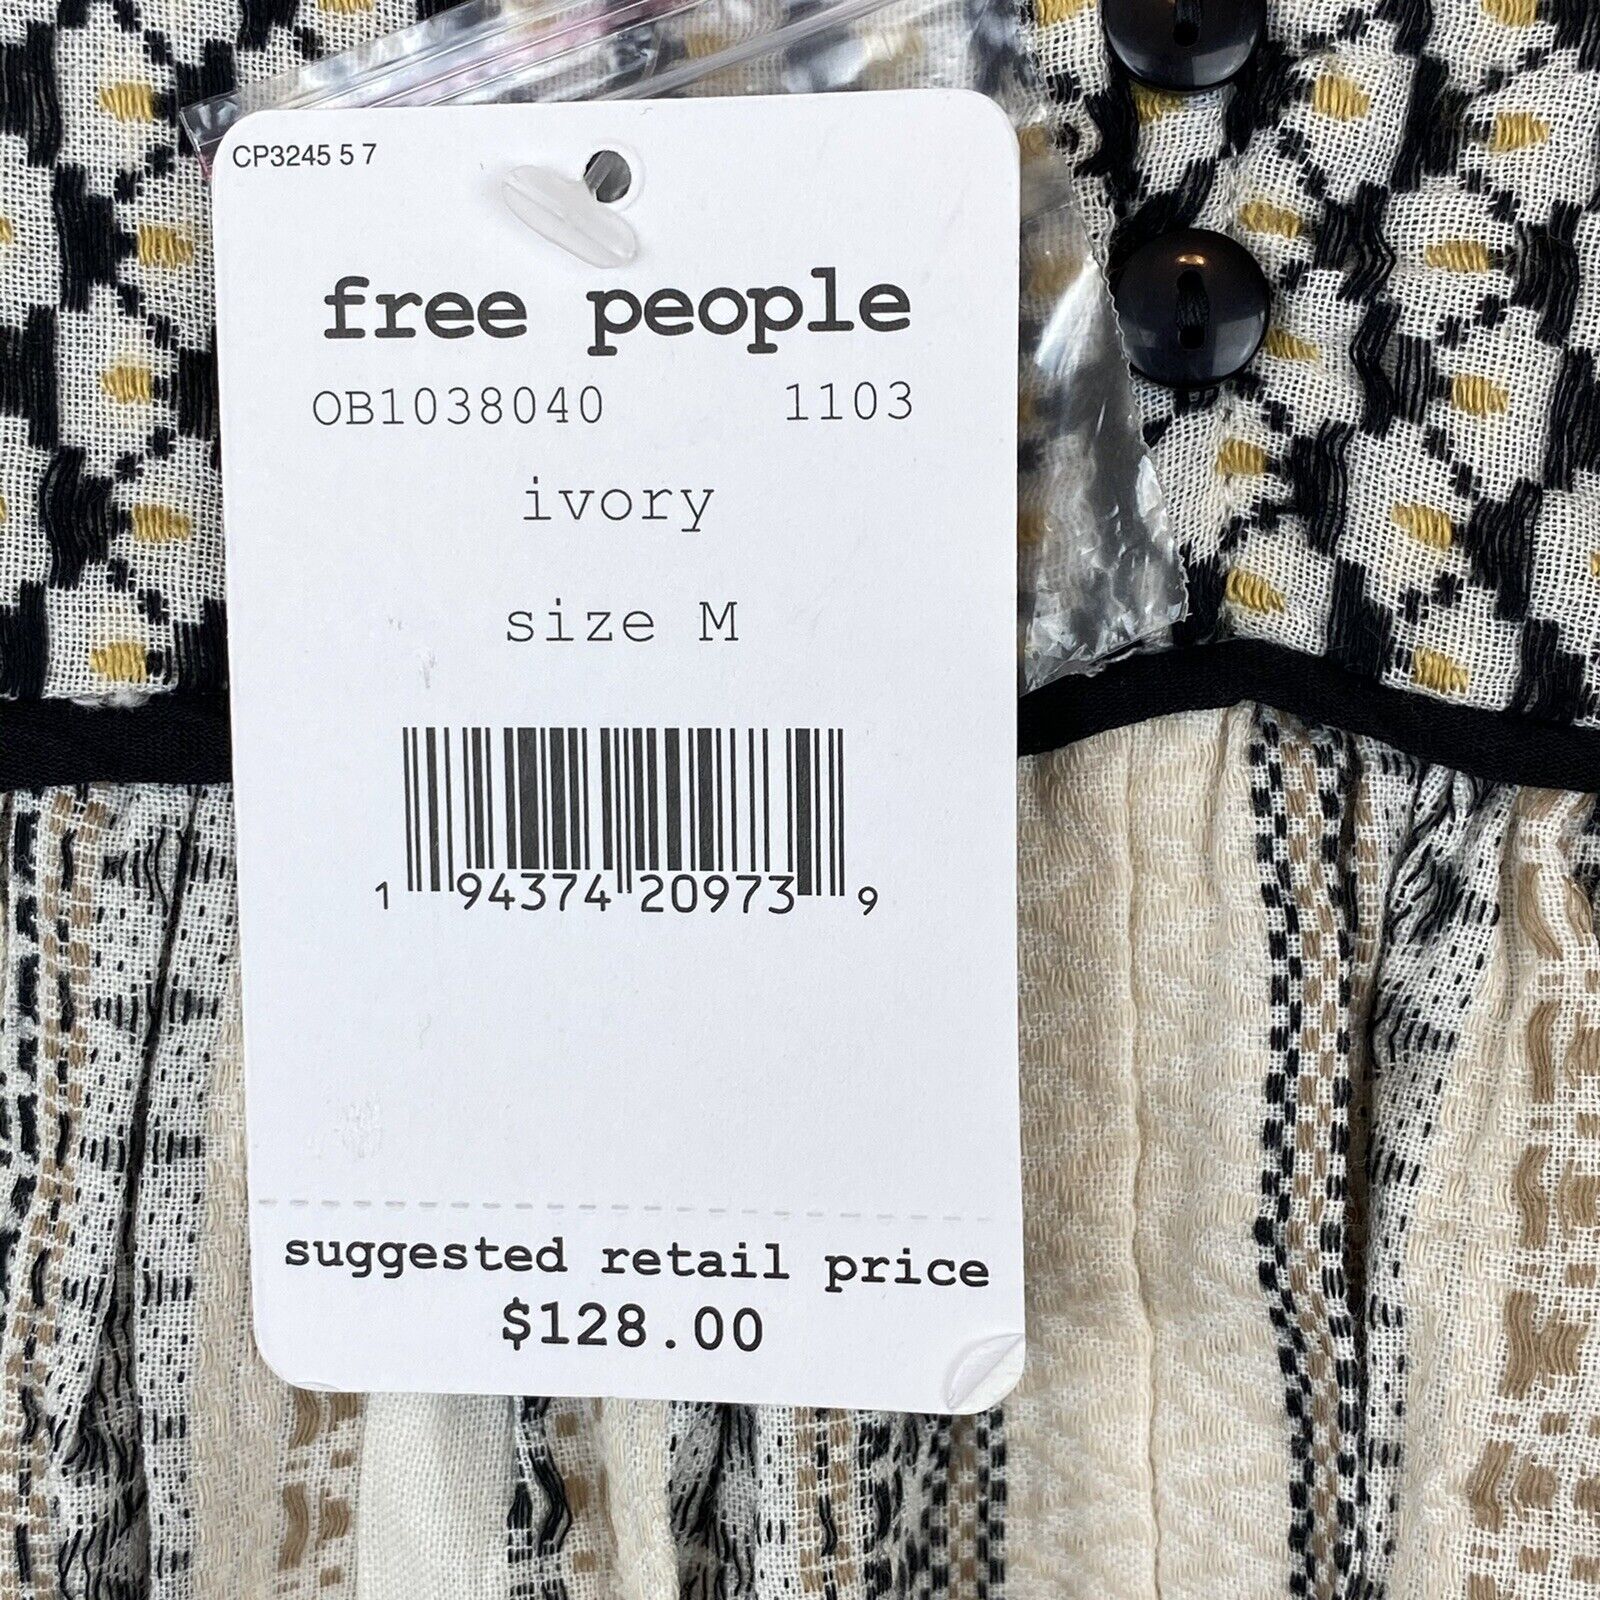 CP3245 5 7
free people
OB1038040 1103
ivory
size M
1 94374 20973 9
suggested retail price
$128.00